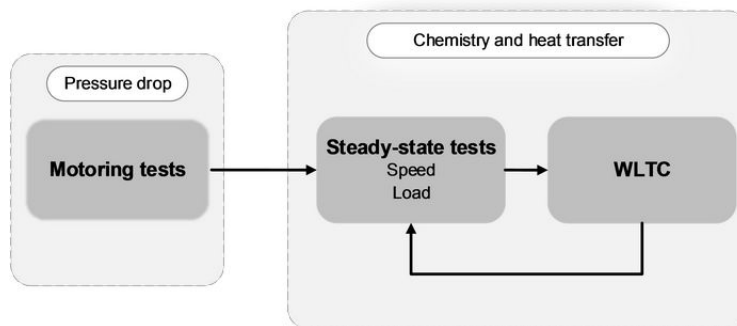 Chemistry and heat transfer
Pressure drop
Motoring tests
Steady-state tests
Speed
Load
WLTC